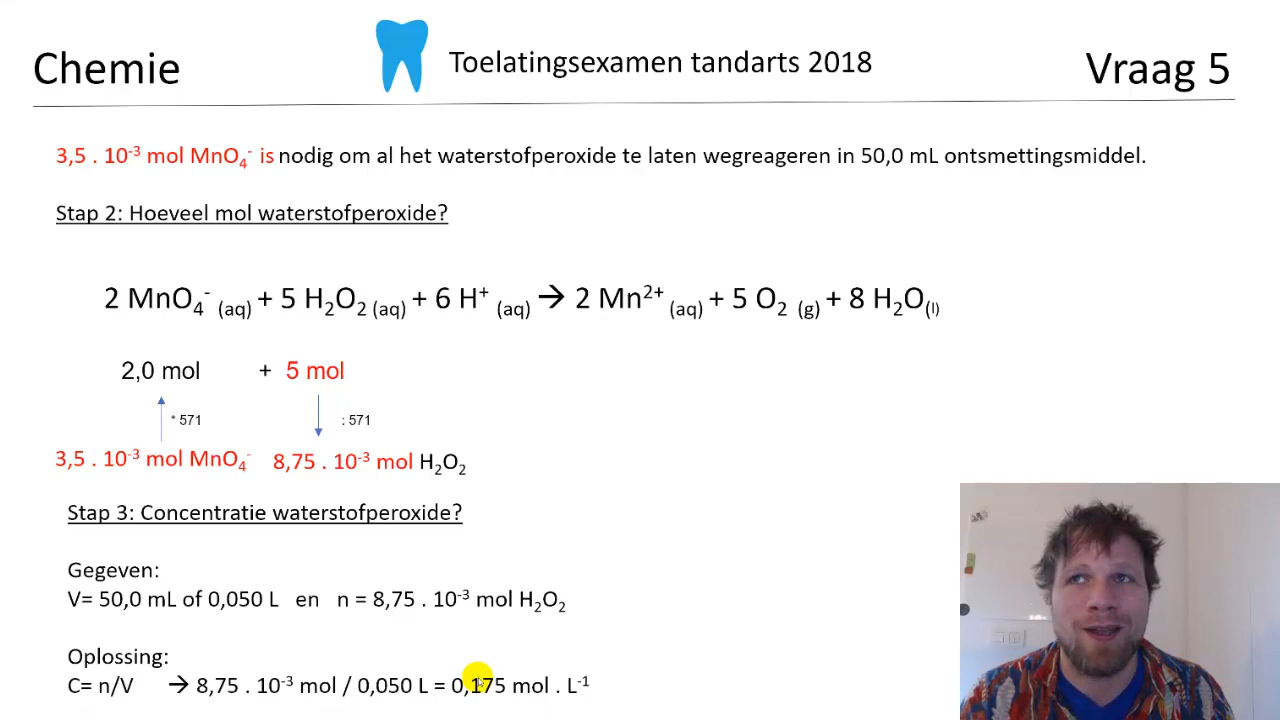 Chemie
Toelatingsexamen tandarts 2018
Vraag 5
3,5 . 10⁻³ mol MnO₄⁻ is nodig om al het waterstofperoxide te laten wegreageren in 50,0 mL ontsmettingsmiddel.
Stap 2: Hoeveel mol waterstofperoxide?
2 MnO₄⁻ (aq) + 5 H₂O₂ (aq) + 6 H⁺ (aq) → 2 Mn²⁺ (aq) + 5 O₂ (g) + 8 H₂O(l)
2,0 mol + 5 mol
* 571 : 571
3,5 . 10⁻³ mol MnO₄⁻ 8,75 . 10⁻³ mol H₂O₂
Stap 3: Concentratie waterstofperoxide?
Gegeven:
V= 50,0 mL of 0,050 L en n = 8,75 . 10⁻³ mol H₂O₂
Oplossing:
C= n/V → 8,75 . 10⁻³ mol / 0,050 L = 0,175 mol . L⁻¹